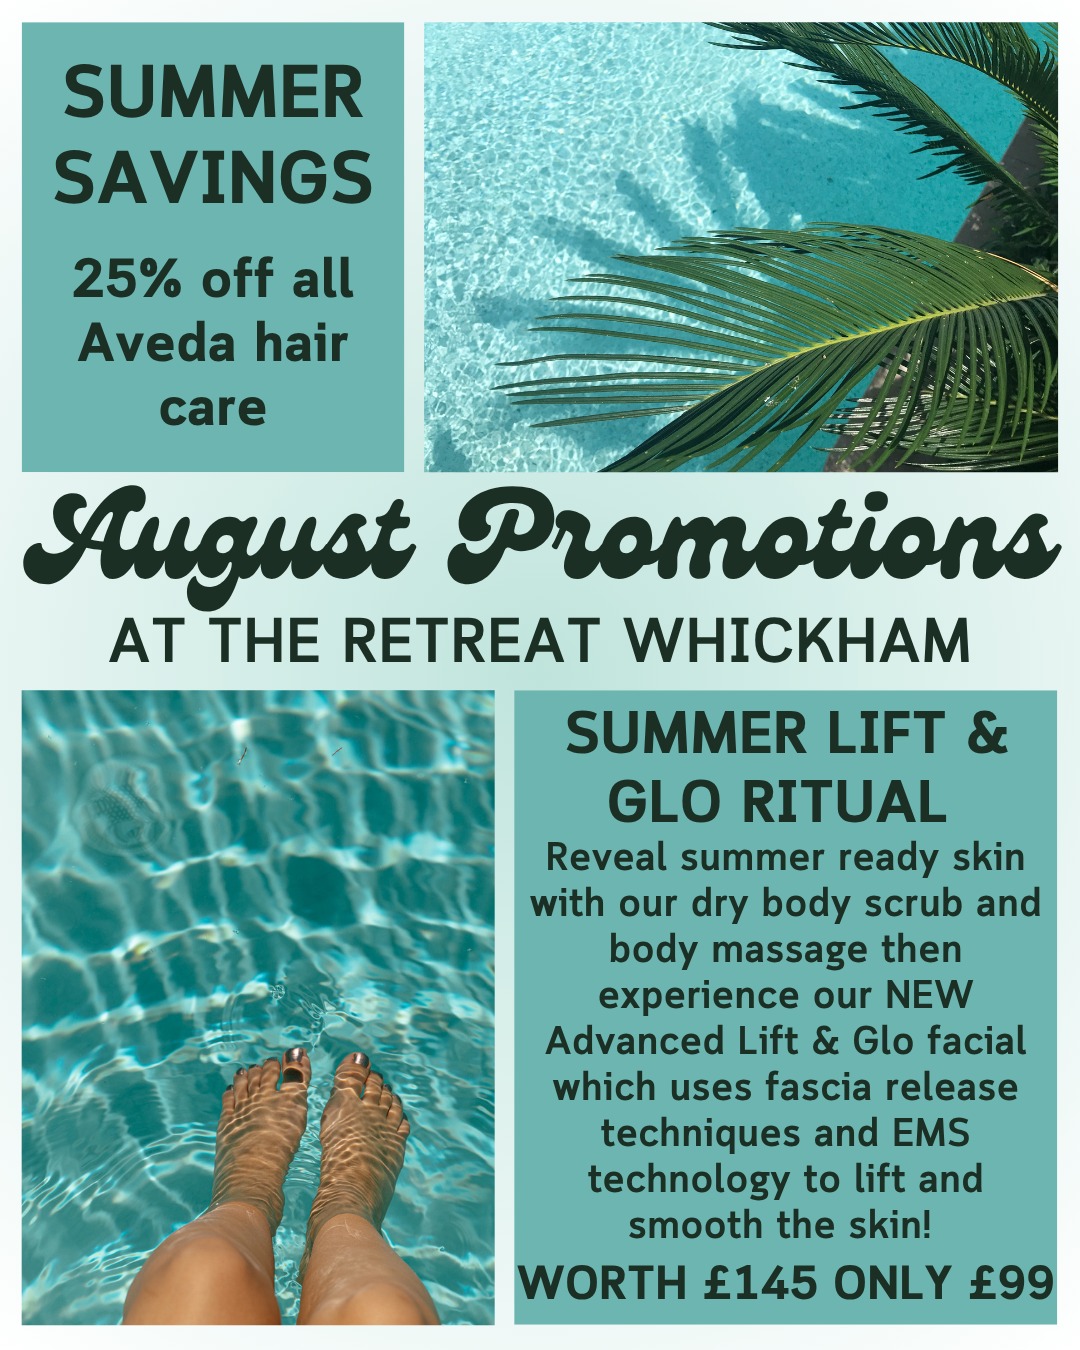 SUMMER
SAVINGS
25% off all
Aveda hair
care
August Promotions
AT THE RETREAT WHICKHAM
SUMMER LIFT &
GLO RITUAL
Reveal summer ready skin
with our dry body scrub and
body massage then
experience our NEW
Advanced Lift & Glo facial
which uses fascia release
techniques and EMS
technology to lift and
smooth the skin!
WORTH £145 ONLY £99